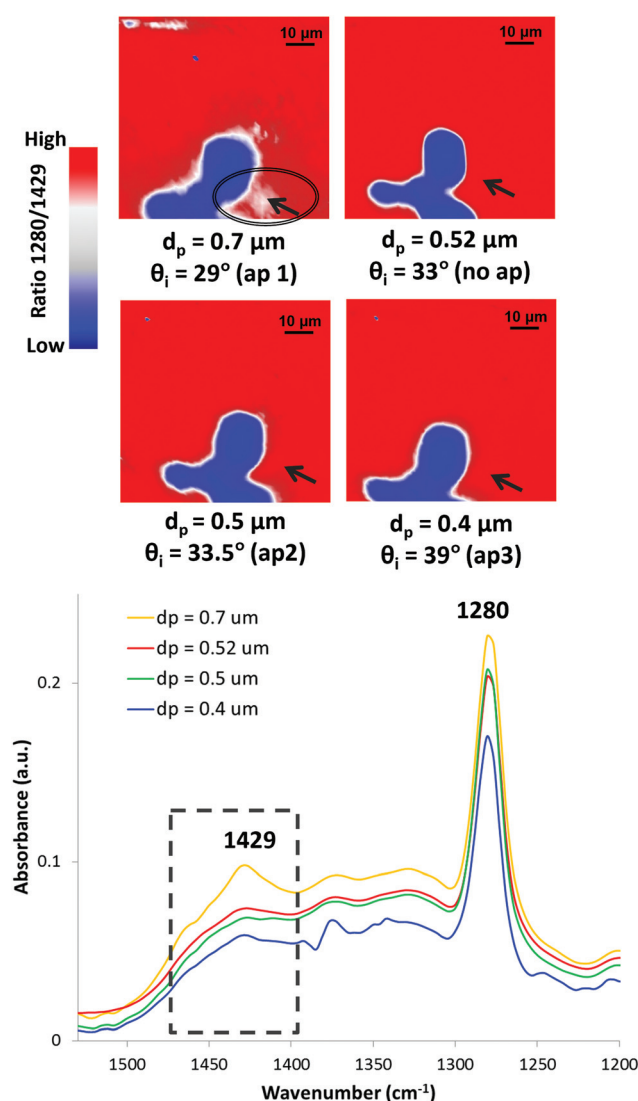 10 µm
10 µm
High
Ratio 1280/1429
Low
dp = 0.7 µm
θi = 29° (ap 1)
dp = 0.52 µm
θi = 33° (no ap)
10 µm
10 µm
dp = 0.5 µm
θi = 33.5° (ap2)
dp = 0.4 µm
θi = 39° (ap3)
dp = 0.7 um
dp = 0.52 um
dp = 0.5 um
dp = 0.4 um
1280
1429
Absorbance (a.u.)
0.2
0.1
0
1500
1450
1400
1350
1300
1250
1200
Wavenumber (cm⁻¹)